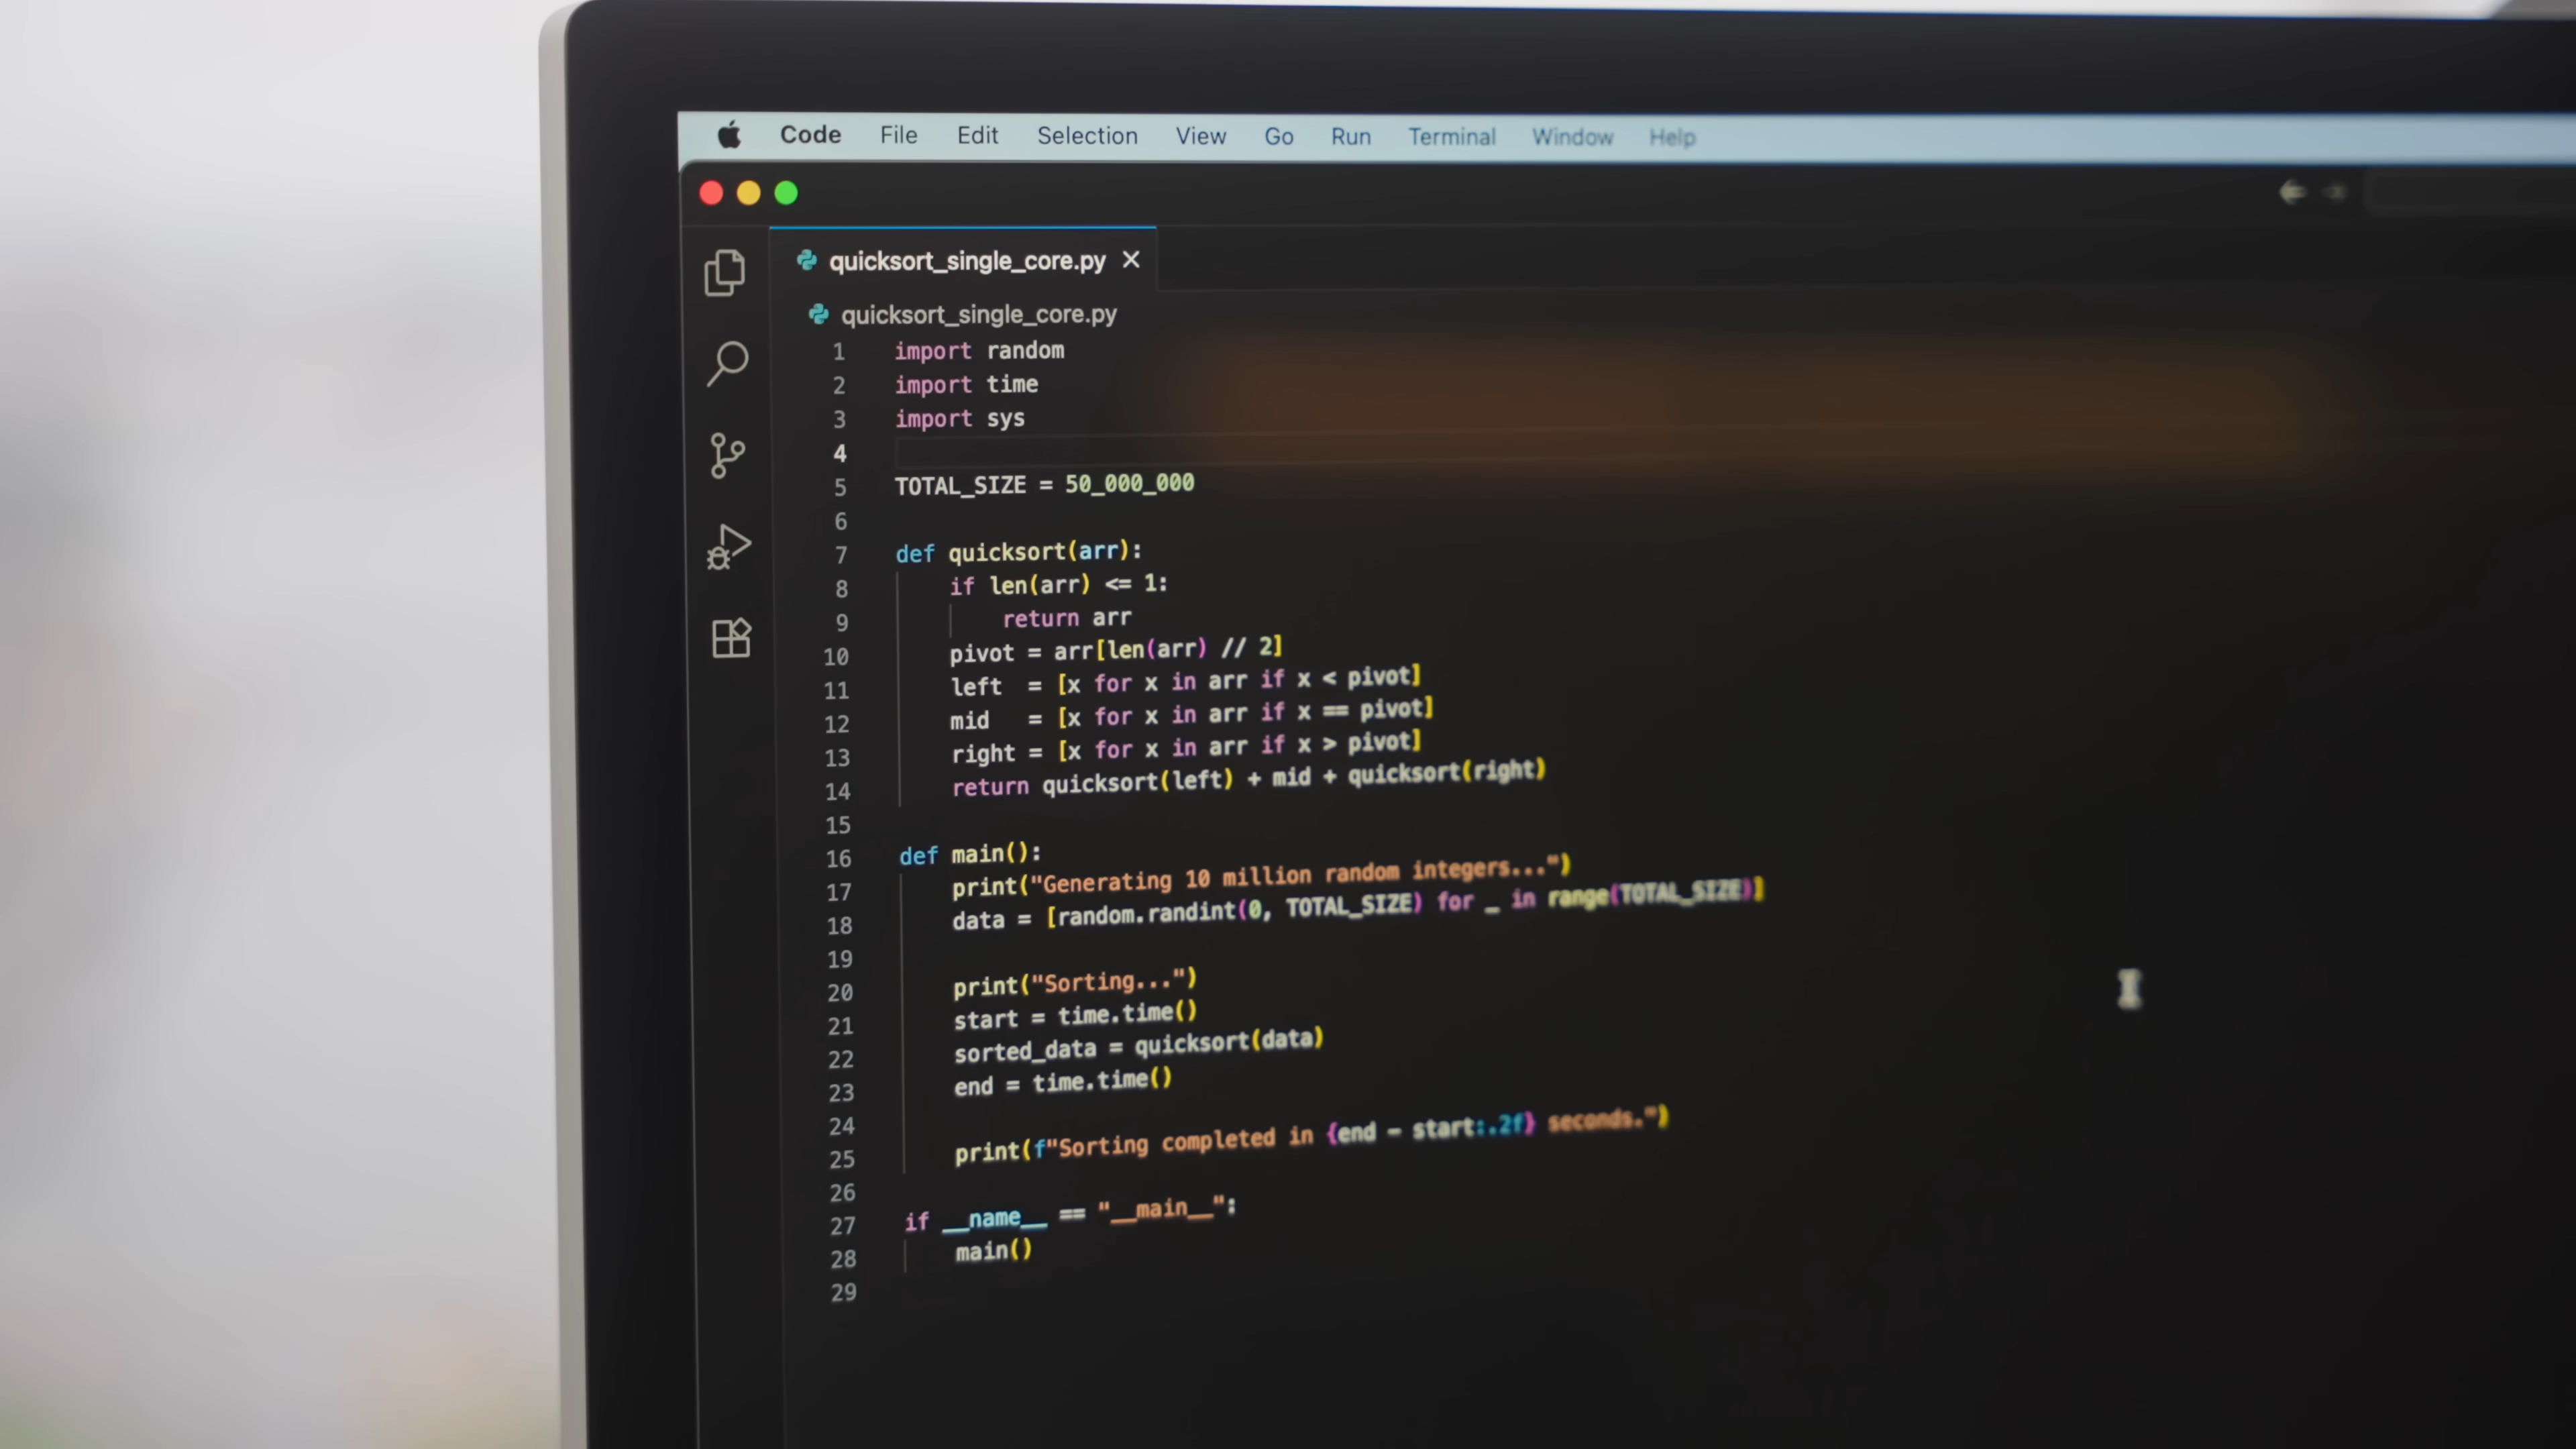 Code File Edit Selection View Go Run Terminal Window Help
quicksort_single_core.py
quicksort_single_core.py
1 import random
2 import time
3 import sys
4
5 TOTAL_SIZE = 50_000_000
6
7 def quicksort(arr):
8     if len(arr) <= 1:
9         return arr
10     pivot = arr[len(arr) // 2]
11     left  = [x for x in arr if x < pivot]
12     mid   = [x for x in arr if x == pivot]
13     right = [x for x in arr if x > pivot]
14     return quicksort(left) + mid + quicksort(right)
15
16 def main():
17     print("Generating 10 million random integers...")
18     data = [random.randint(0, TOTAL_SIZE) for _ in range(TOTAL_SIZE)]
19
20     print("Sorting...")
21     start = time.time()
22     sorted_data = quicksort(data)
23     end = time.time()
24
25     print(f"Sorting completed in {end - start:.2f} seconds.")
26
27 if __name__ == "__main__":
28     main()
29